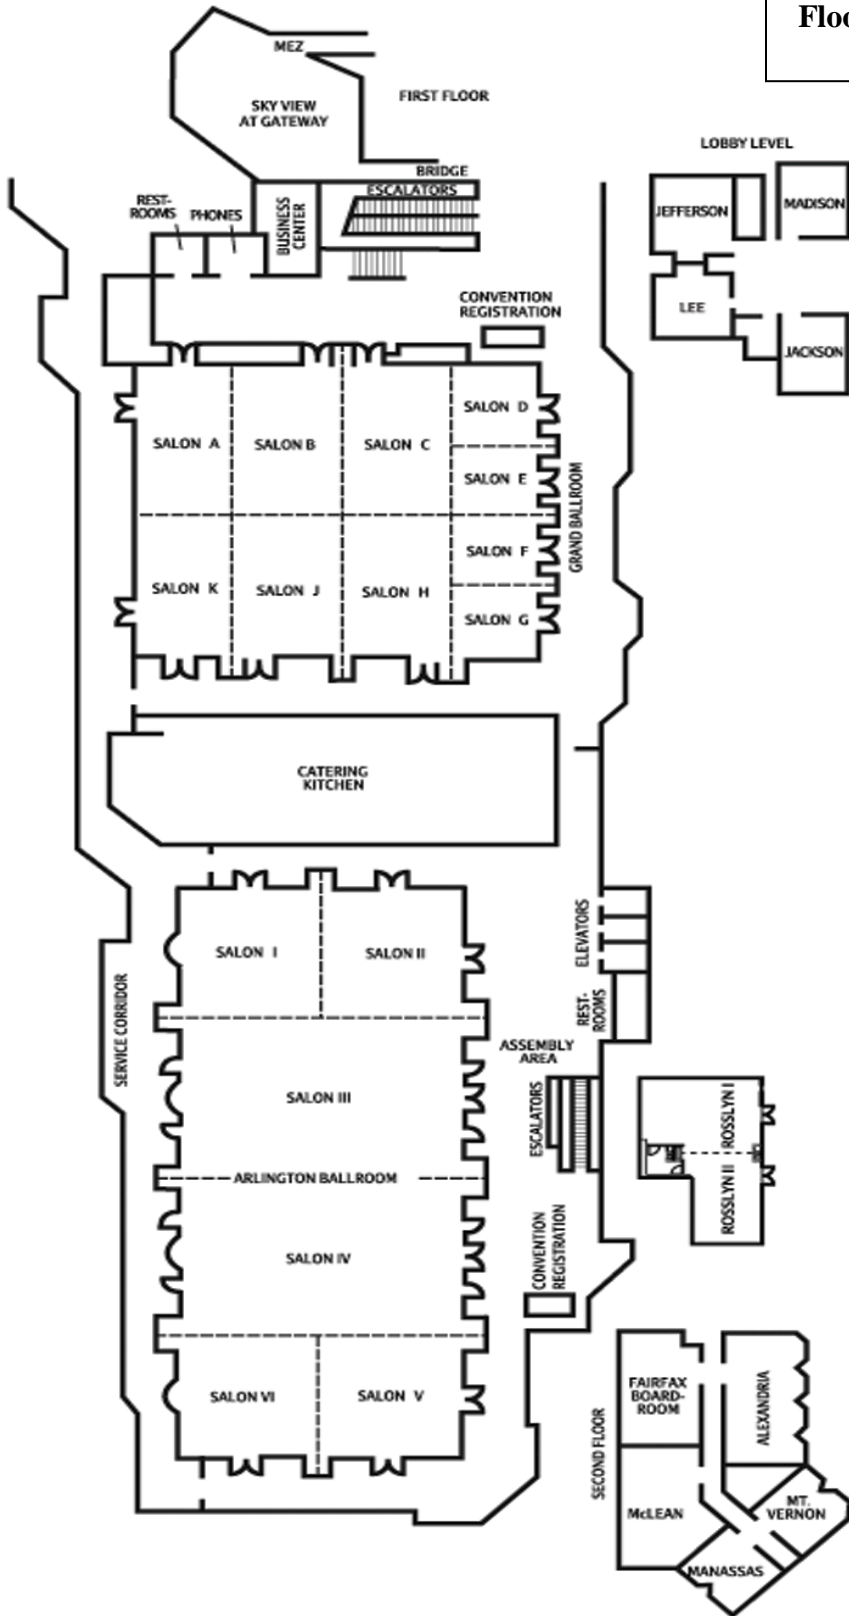 Floo
MEZ
FIRST FLOOR
SKY VIEW
AT GATEWAY
LOBBY LEVEL
BRIDGE
ESCALATORS
REST-
ROOMS
PHONES
BUSINESS
CENTER
JEFFERSON
MADISON
LEE
JACKSON
CONVENTION
REGISTRATION
SALON A
SALON B
SALON C
SALON D
SALON E
GRAND BALLROOM
SALON F
SALON K
SALON J
SALON H
SALON G
CATERING
KITCHEN
SALON I
SALON II
ELEVATORS
REST-
ROOMS
SERVICE CORRIDOR
ASSEMBLY
AREA
SALON III
ESCALATORS
ROSSLYN I
ROSSLYN II
ARLINGTON BALLROOM
SALON IV
CONVENTION
REGISTRATION
SALON VI
SALON V
SECOND FLOOR
FAIRFAX
BOARD-
ROOM
ALEXANDRIA
McLEAN
MT.
VERNON
MANASSAS